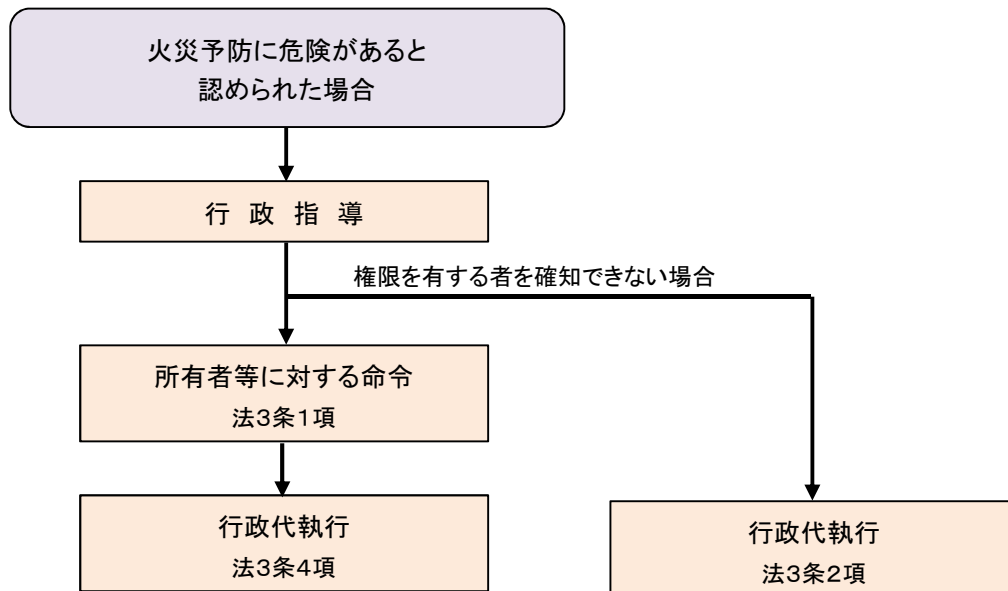 火災予防に危険があると
認められた場合
行 政 指 導
権限を有する者を確知できない場合
所有者等に対する命令
法3条1項
行政代執行
法3条4項
行政代執行
法3条2項